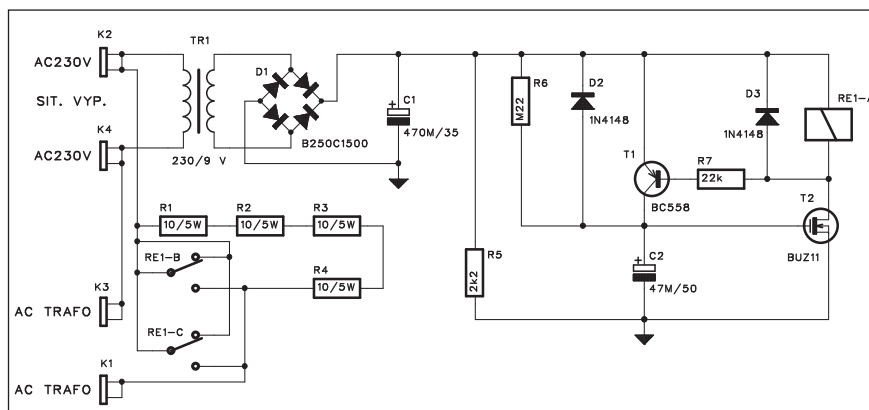 K2
AC230V
SIT. VYP.
K4
AC230V
TR1
230/9 V
D1
B250C1500
C1
470M/35
R6
M22
D2
1N4148
D3
1N4148
RE1-A
T1
BC558
R7
22k
T2
BUZ11
R5
2k2
C2
47M/50
R1
10/5W
R2
10/5W
R3
10/5W
R4
10/5W
RE1-B
RE1-C
K3
AC TRAFO
K1
AC TRAFO